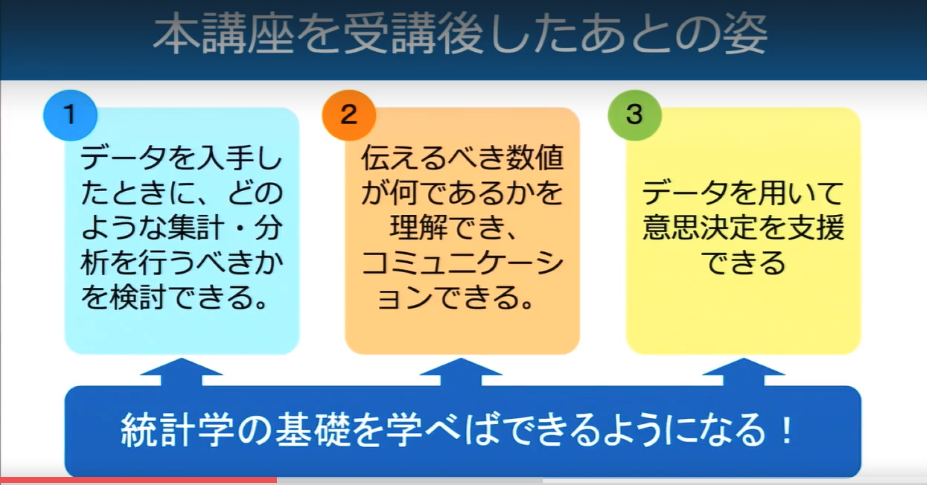 本講座を受講後したあとの姿
1
データを入手し
たときに、どの
ような集計・分
析を行うべきか
を検討できる。
2
伝えるべき数値
が何であるかを
理解でき、
コミュニケーシ
ョンできる。
3
データを用いて
意思決定を支援
できる
統計学の基礎を学べばできるようになる！